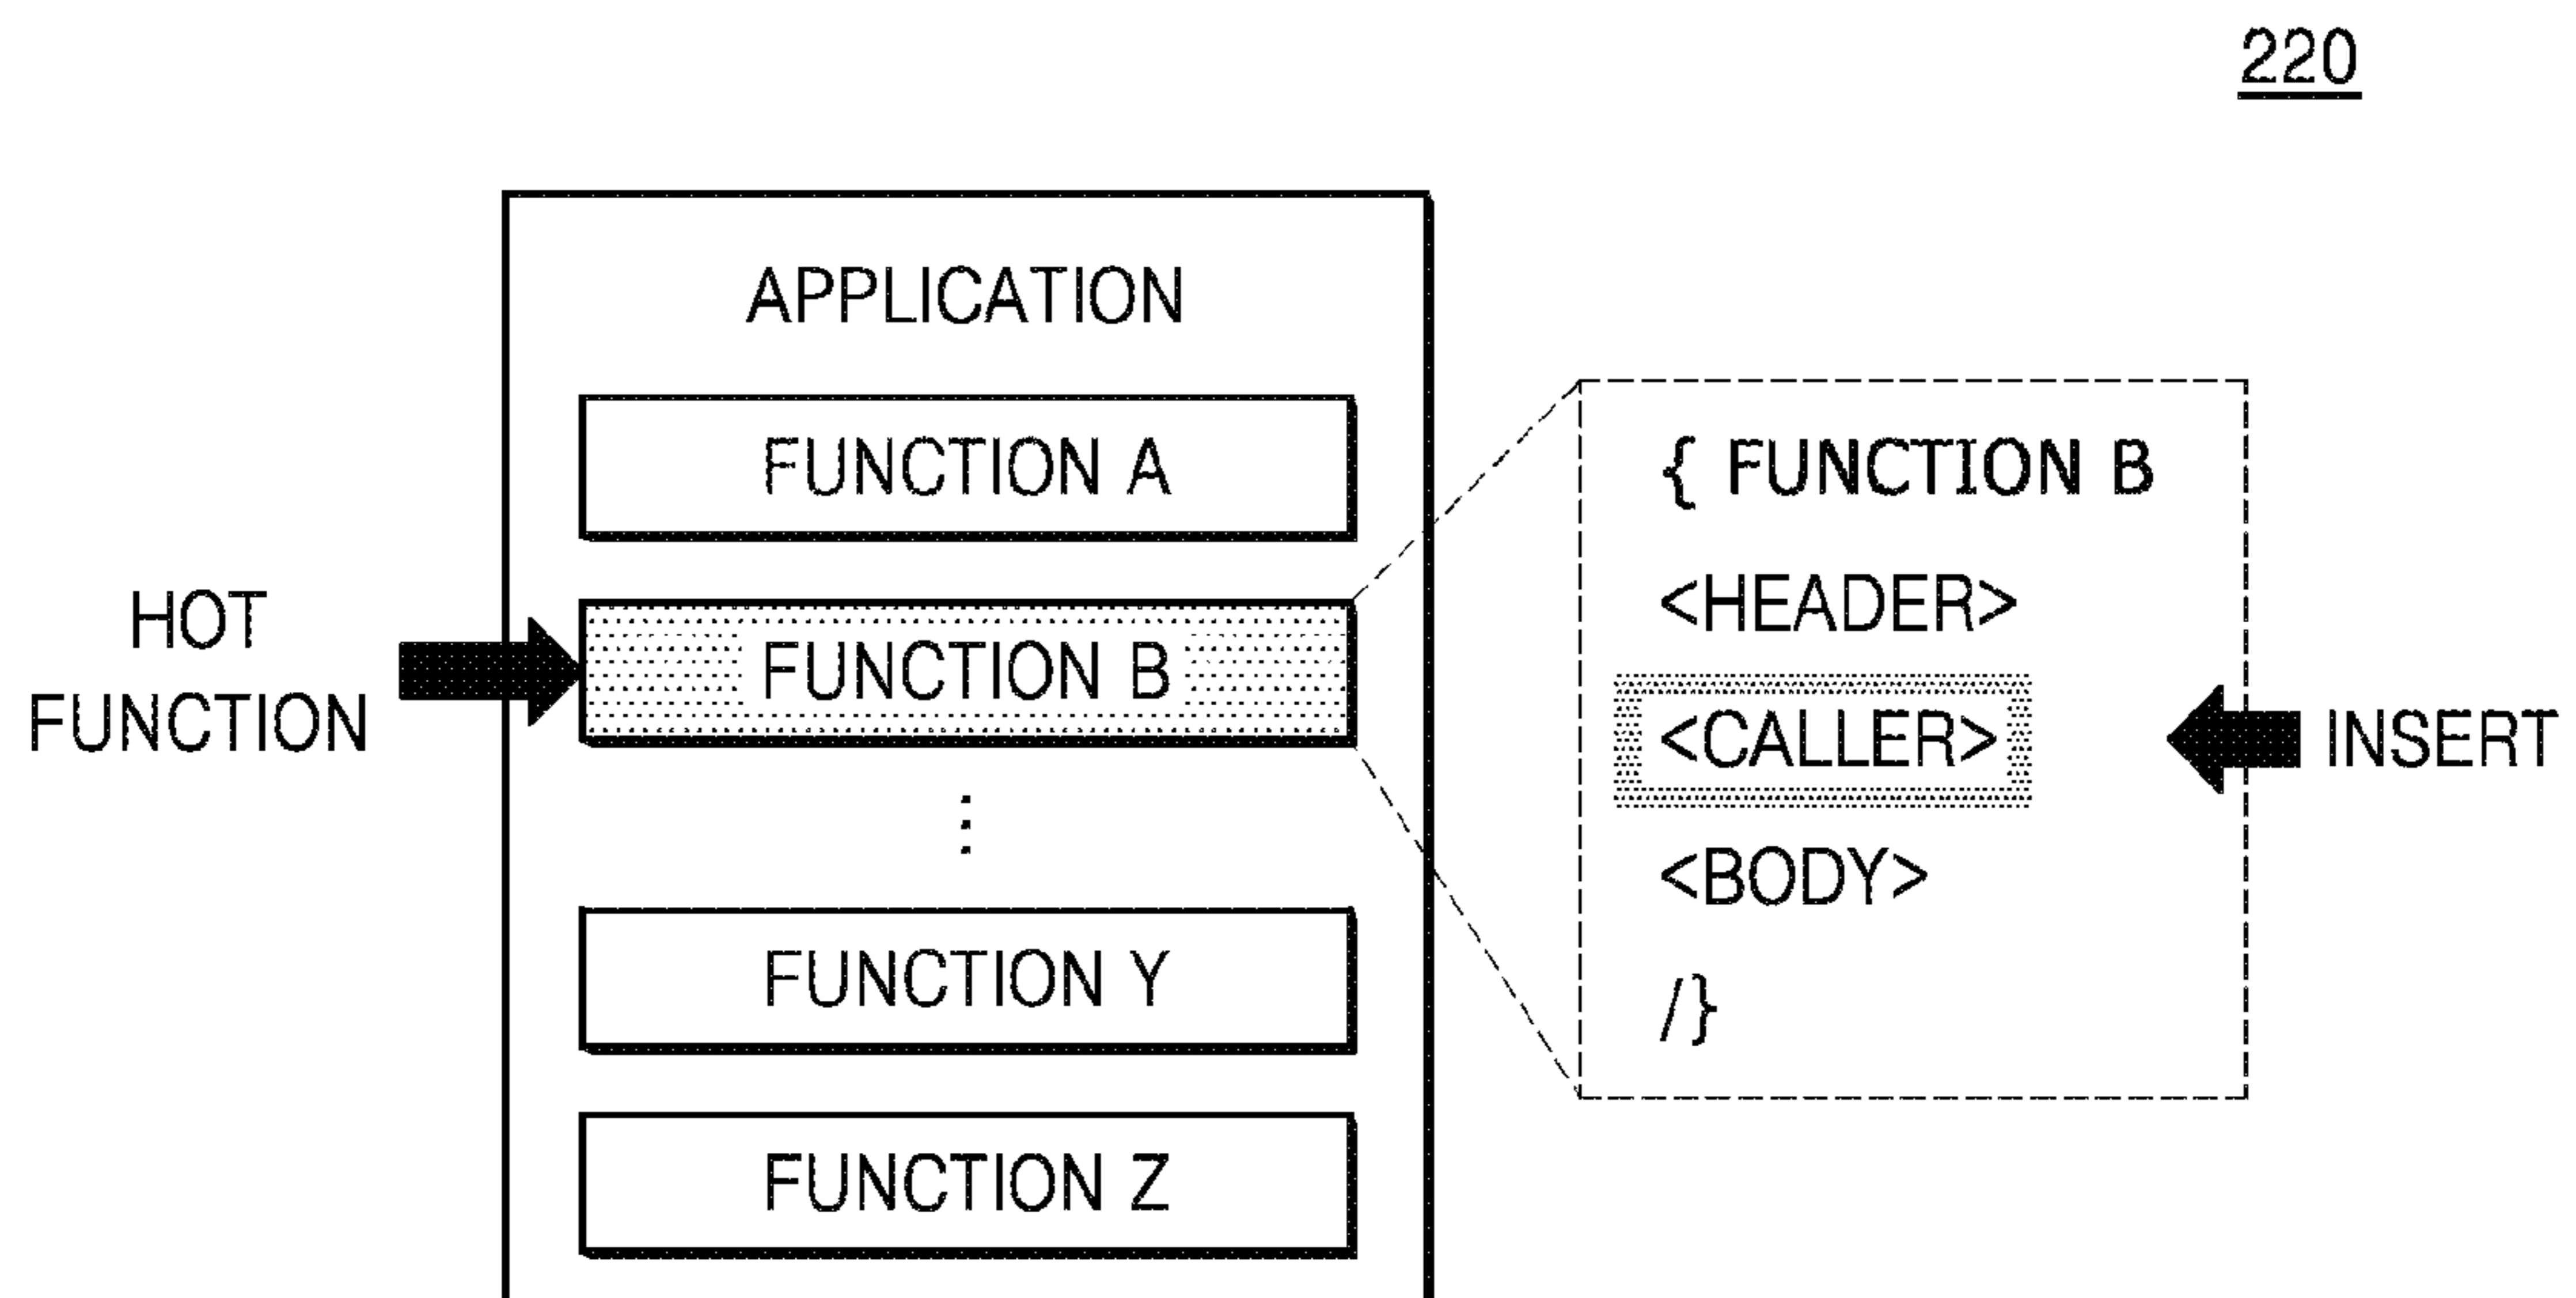 220
APPLICATION
FUNCTION A
HOT
FUNCTION
FUNCTION B
FUNCTION Y
FUNCTION Z
{ FUNCTION B
<HEADER>
<CALLER>
<BODY>
/}
INSERT